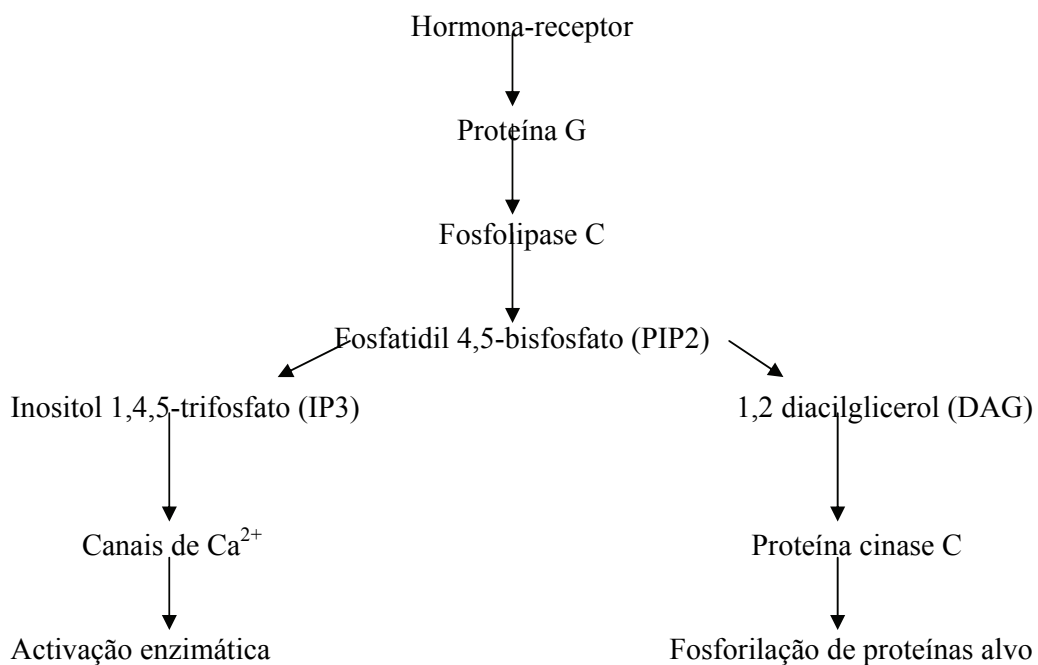 Hormona-receptor
Proteína G
Fosfolipase C
Fosfatidil 4,5-bisfosfato (PIP2)
Inositol 1,4,5-trifosfato (IP3) 1,2 diacilglicerol (DAG)
Canais de Ca²⁺ Proteína cinase C
Activação enzimática Fosforilação de proteínas alvo